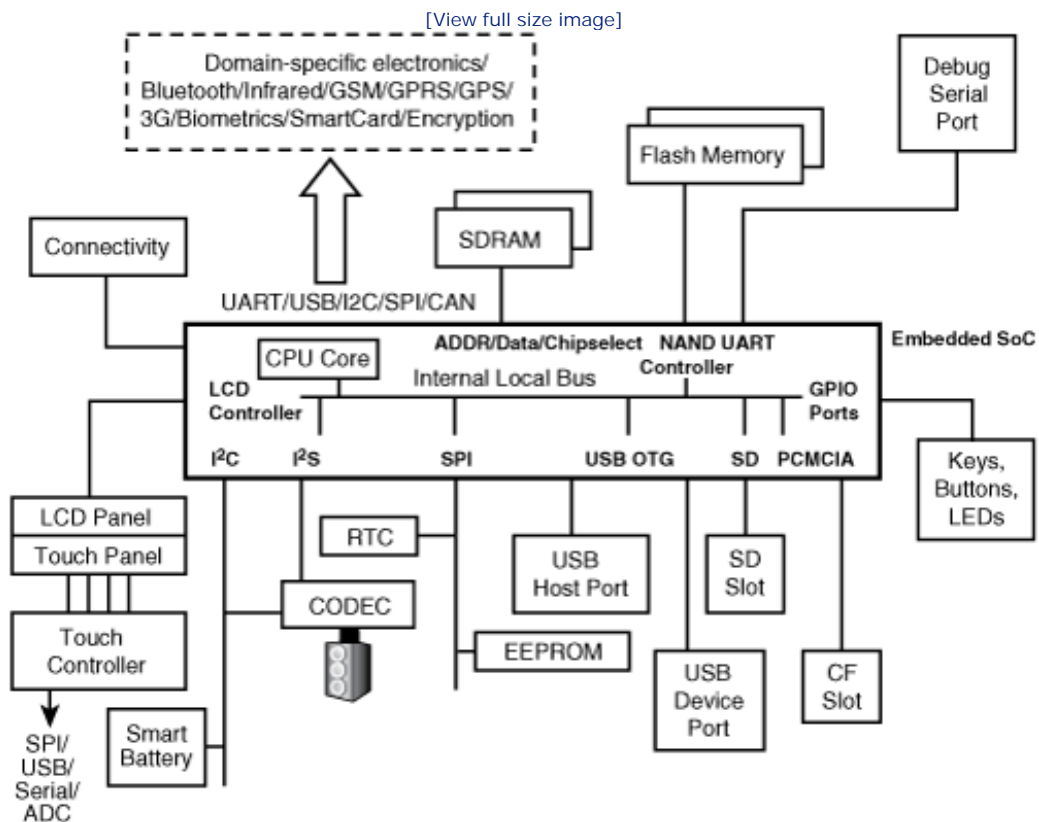 [View full size image]
Domain-specific electronics/
Bluetooth/Infrared/GSM/GPRS/GPS/
3G/Biometrics/SmartCard/Encryption
Debug
Serial
Port
Flash Memory
SDRAM
Connectivity
UART/USB/I2C/SPI/CAN
Embedded SoC
ADDR/Data/Chipselect
NAND UART
Controller
CPU Core
Internal Local Bus
LCD
Controller
GPIO
Ports
I²C
I²S
SPI
USB OTG
SD
PCMCIA
Keys,
Buttons,
LEDs
LCD Panel
Touch Panel
RTC
USB
Host Port
SD
Slot
CODEC
Touch
Controller
EEPROM
USB
Device
Port
CF
Slot
Smart
Battery
SPI/
USB/
Serial/
ADC